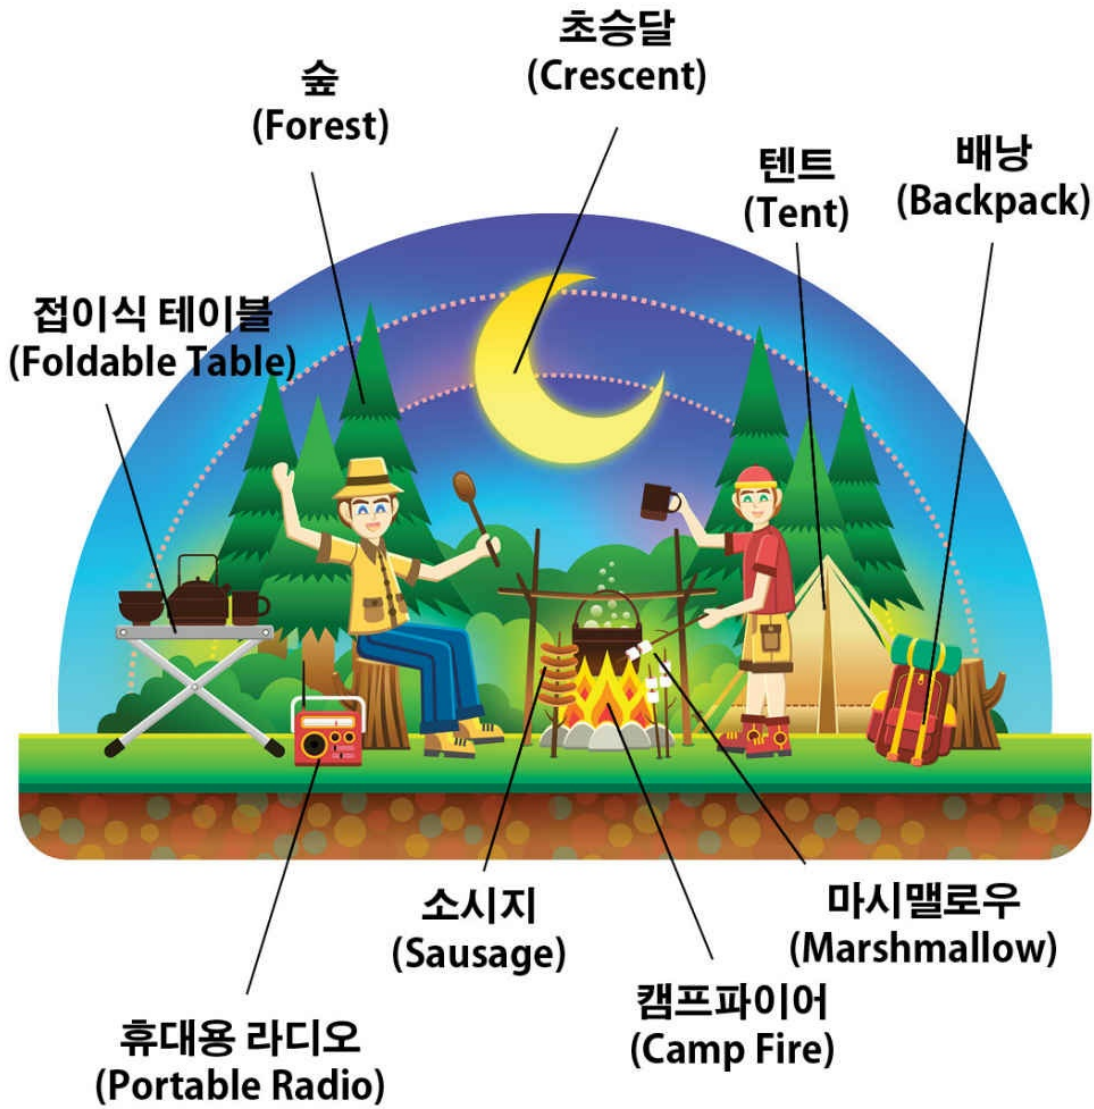 초승달
(Crescent)
숲
(Forest)
텐트
(Tent)
배낭
(Backpack)
접이식 테이블
(Foldable Table)
소시지
(Sausage)
마시맬로우
(Marshmallow)
캠프파이어
(Camp Fire)
휴대용 라디오
(Portable Radio)